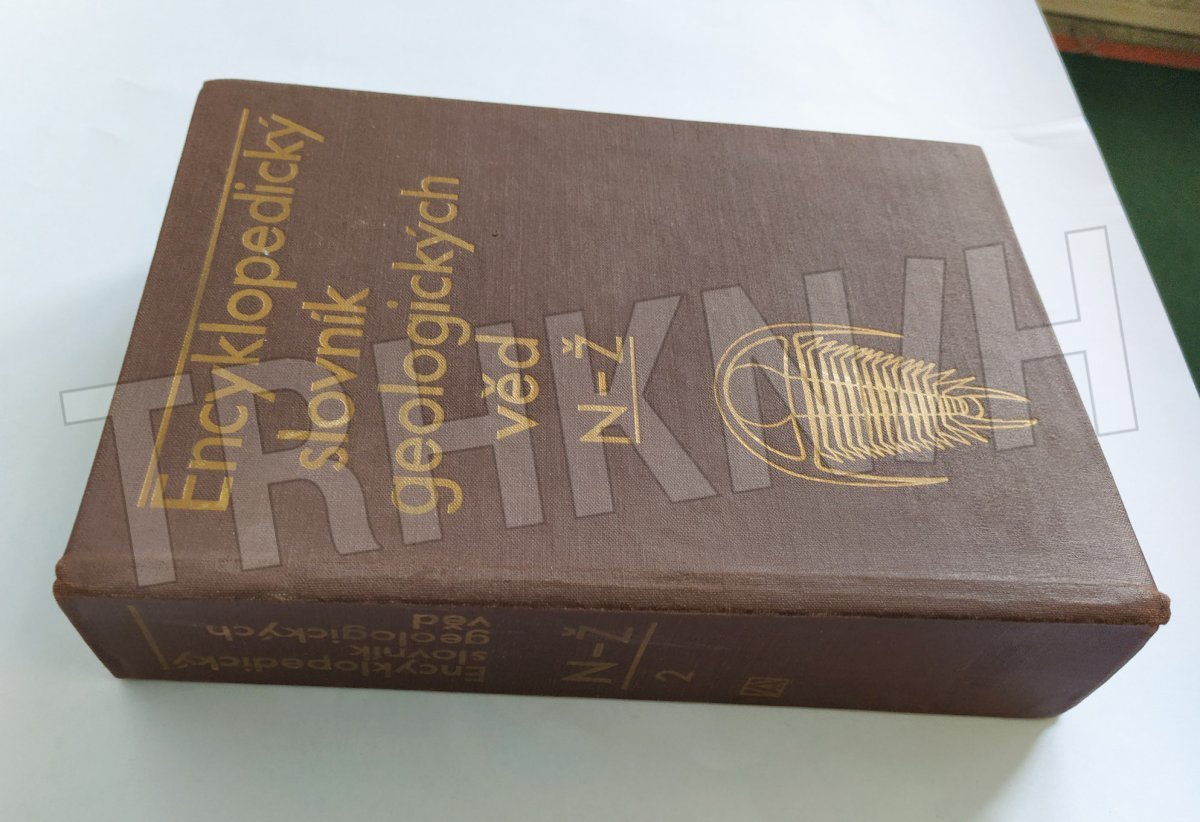 Encyklopedický
slovník
geologických
věd
N-Ž
Encyklopedický
slovník
geologických
věd
N-Ž
2
TRHKNIH